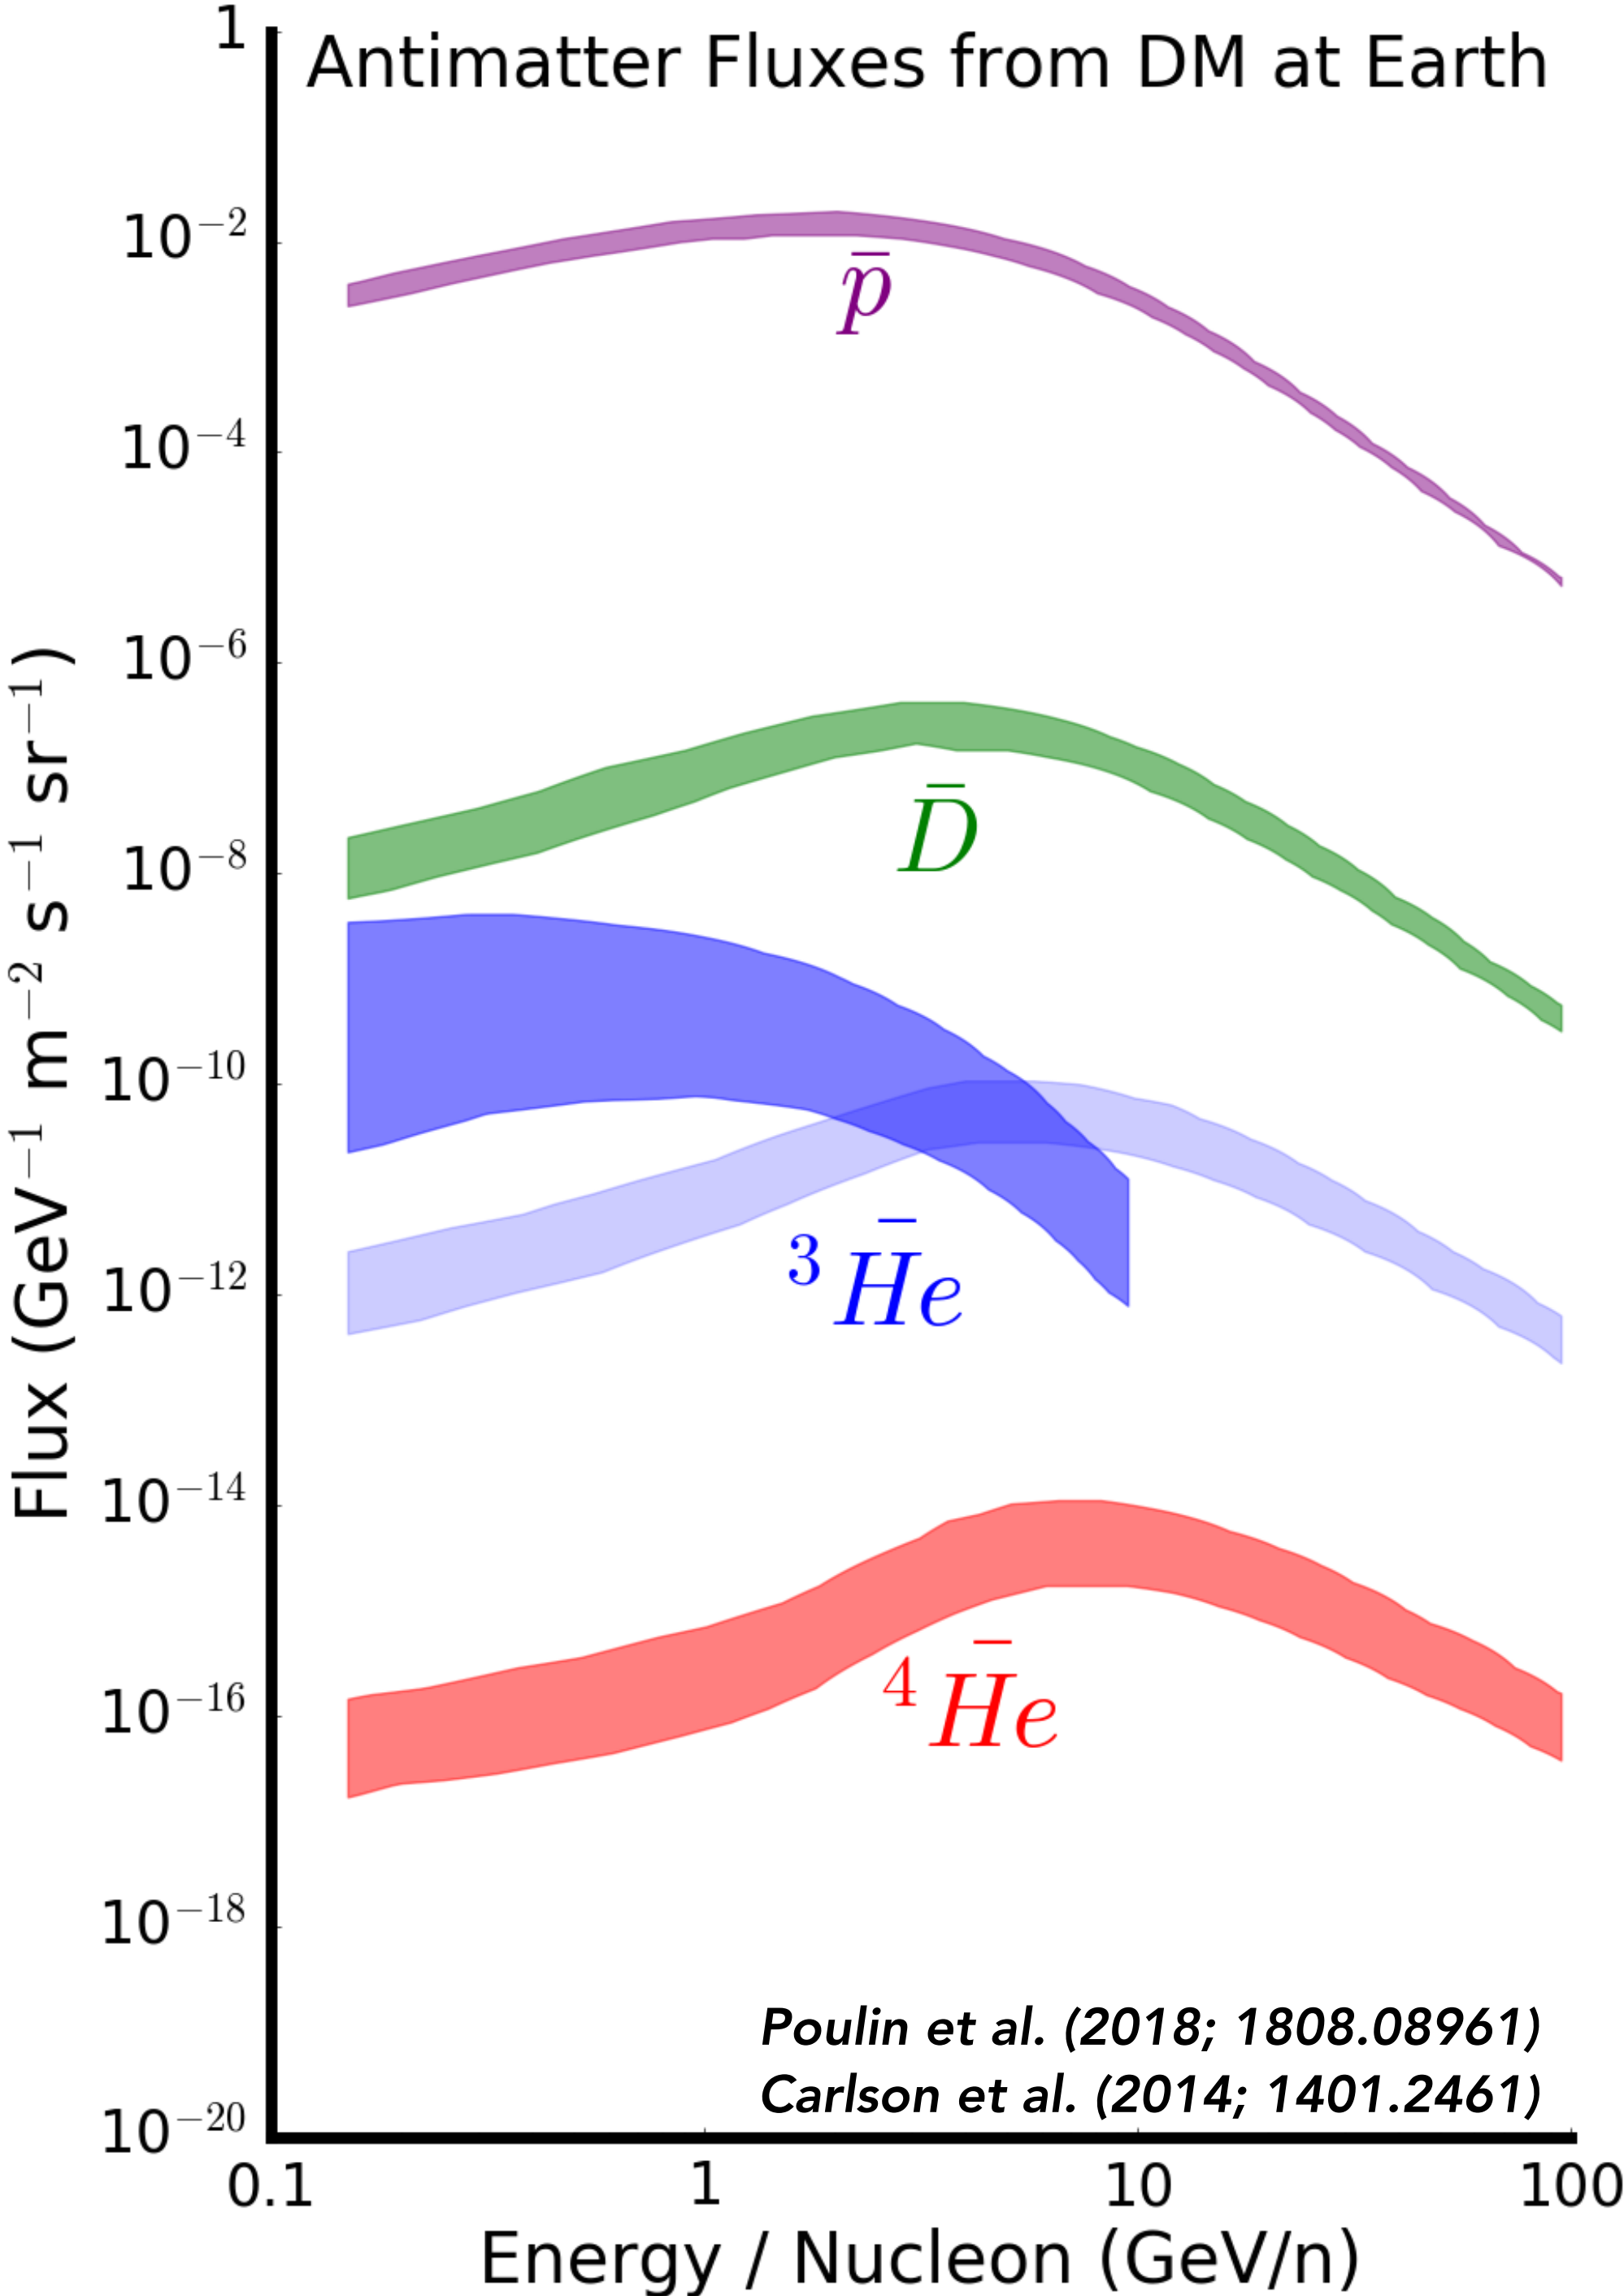 Antimatter Fluxes from DM at Earth
1
10⁻²
10⁻⁴
10⁻⁶
10⁻⁸
10⁻¹⁰
10⁻¹²
10⁻¹⁴
10⁻¹⁶
10⁻¹⁸
10⁻²⁰
Flux (GeV⁻¹ m⁻² s⁻¹ sr⁻¹)
p̄
D̄
³H̄e
⁴H̄e
Poulin et al. (2018; 1808.08961)
Carlson et al. (2014; 1401.2461)
0.1 1 10 100
Energy / Nucleon (GeV/n)